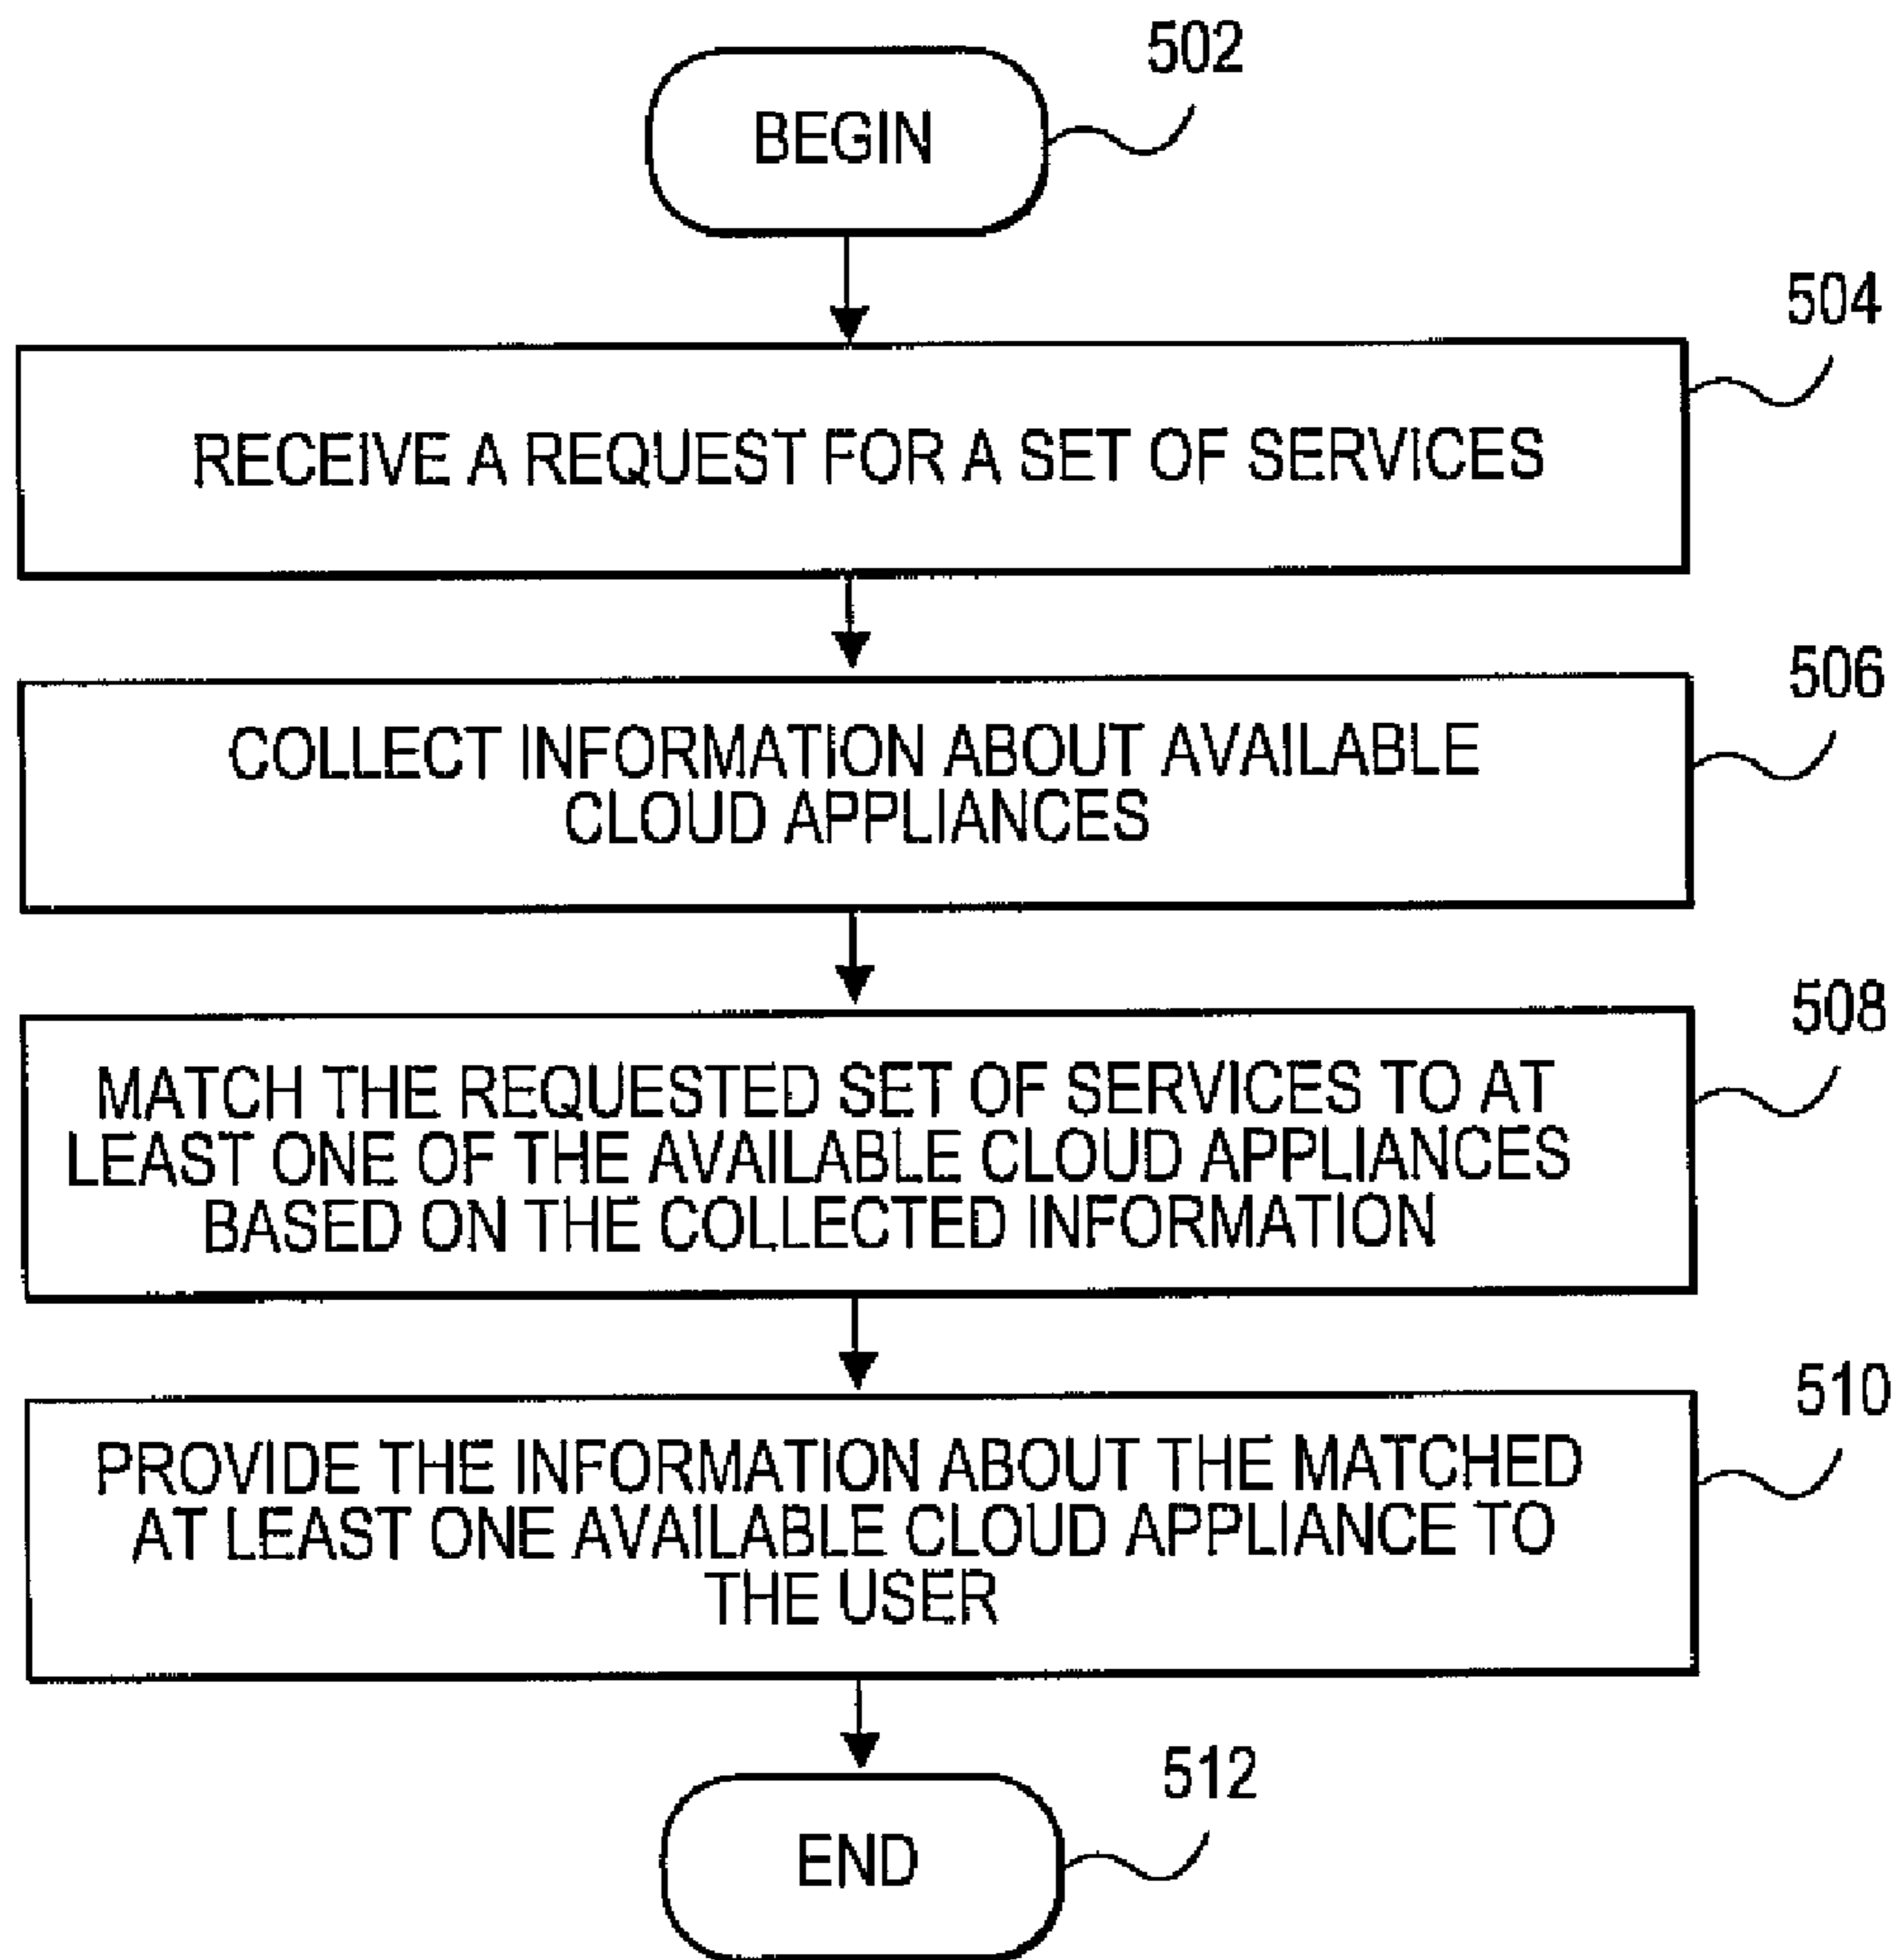 502
BEGIN
504
RECEIVE A REQUEST FOR A SET OF SERVICES
506
COLLECT INFORMATION ABOUT AVAILABLE
CLOUD APPLIANCES
508
MATCH THE REQUESTED SET OF SERVICES TO AT
LEAST ONE OF THE AVAILABLE CLOUD APPLIANCES
BASED ON THE COLLECTED INFORMATION
510
PROVIDE THE INFORMATION ABOUT THE MATCHED
AT LEAST ONE AVAILABLE CLOUD APPLIANCE TO
THE USER
512
END